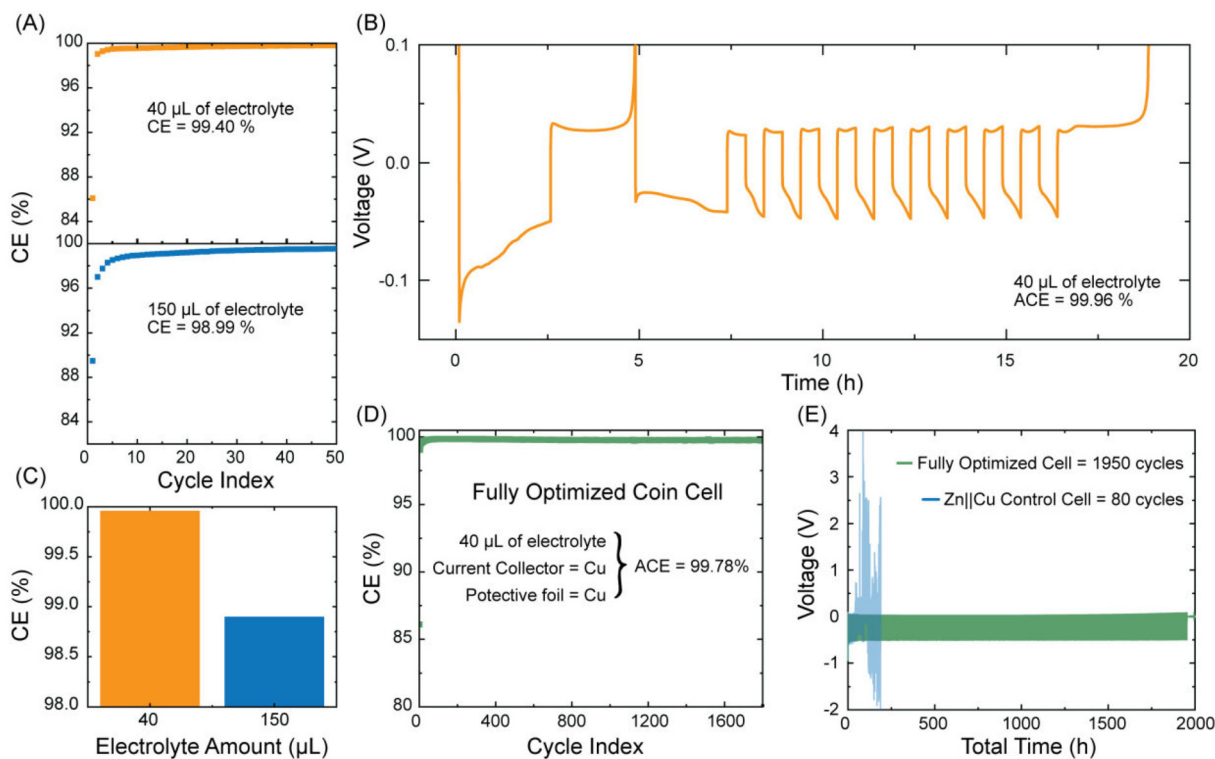 (A)
100
96
92
88
84
100
96
92
88
84
CE (%)
40 µL of electrolyte
CE = 99.40 %
150 µL of electrolyte
CE = 98.99 %
0
10
20
30
40
50
Cycle Index
(B)
0.1
0.0
-0.1
Voltage (V)
40 µL of electrolyte
ACE = 99.96 %
0
5
10
15
20
Time (h)
(C)
100.0
99.5
99.0
98.5
98.0
CE (%)
40
150
Electrolyte Amount (µL)
(D)
100
95
90
85
80
CE (%)
Fully Optimized Coin Cell
40 µL of electrolyte
Current Collector = Cu
Potective foil = Cu
} ACE = 99.78%
0
400
800
1200
1600
Cycle Index
(E)
4
3
2
1
0
-1
-2
Voltage (V)
Fully Optimized Cell = 1950 cycles
Zn||Cu Control Cell = 80 cycles
0
500
1000
1500
2000
Total Time (h)